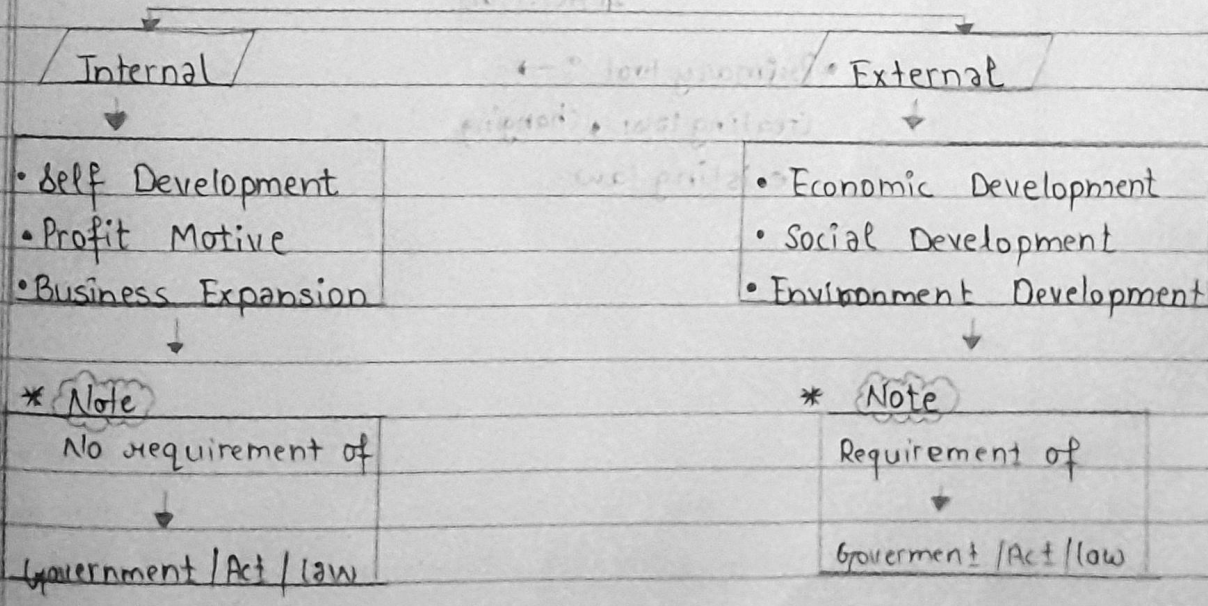 Internal
• Self Development
• Profit Motive
• Business Expansion
* Note
No requirement of
Government / Act / law
• External
• Economic Development
• Social Development
• Environment Development
* Note
Requirement of
Goverment / Act / law